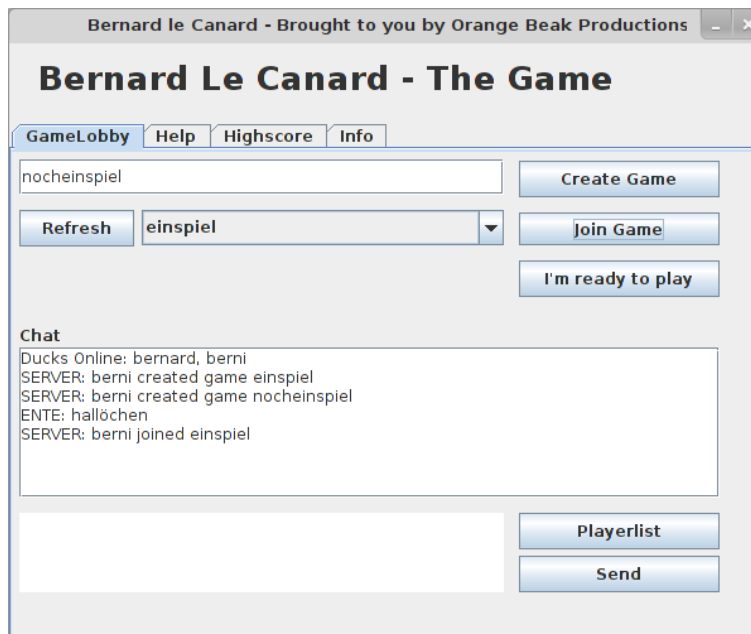 Bernard le Canard - Brought to you by Orange Beak Productions
Bernard Le Canard - The Game
GameLobby Help Highscore Info
nocheinspiel Create Game
Refresh einspiel Join Game
I'm ready to play
Chat
Ducks Online: bernard, berni
SERVER: berni created game einspiel
SERVER: berni created game nocheinspiel
ENTE: hallöchen
SERVER: berni joined einspiel
Playerlist
Send